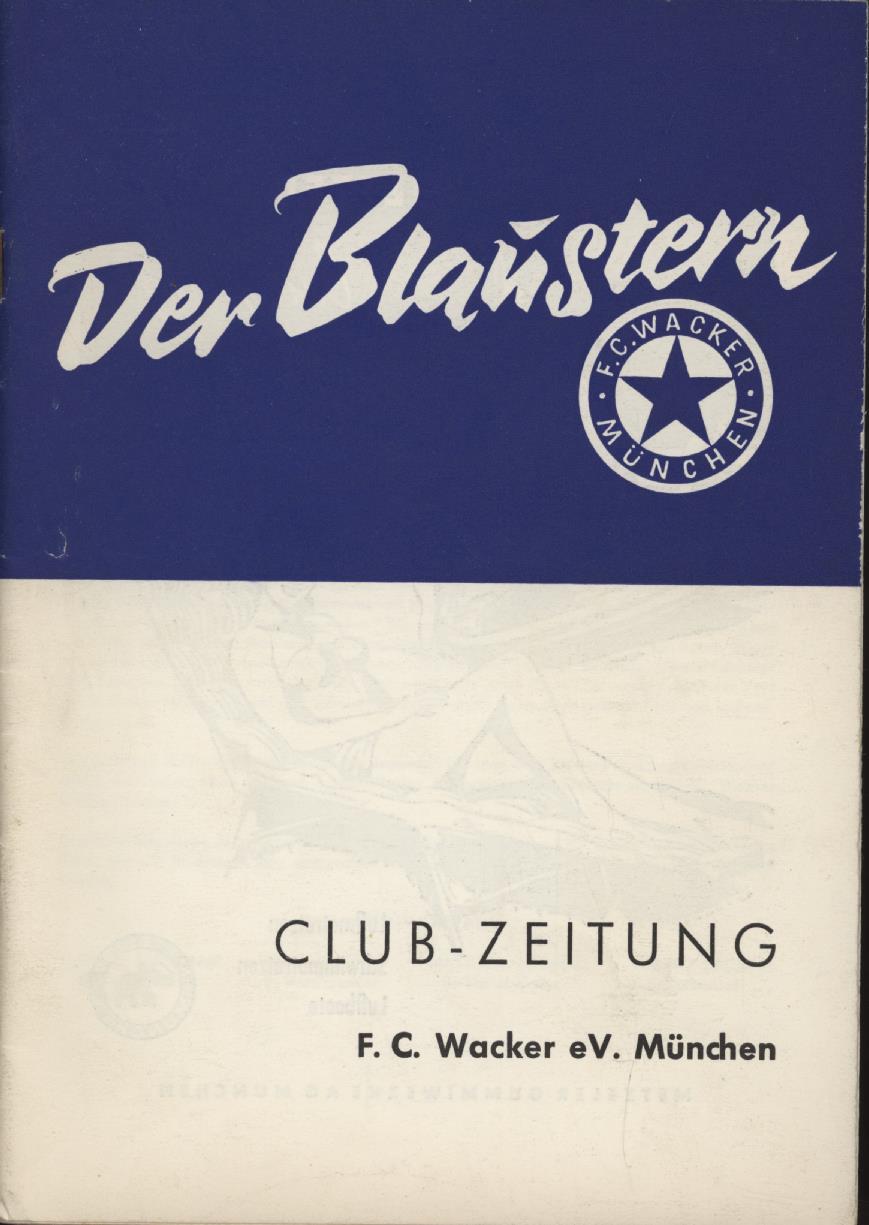 Der Blaustern
· F.C. WACKER ·
MÜNCHEN
CLUB-ZEITUNG
F. C. Wacker eV. München